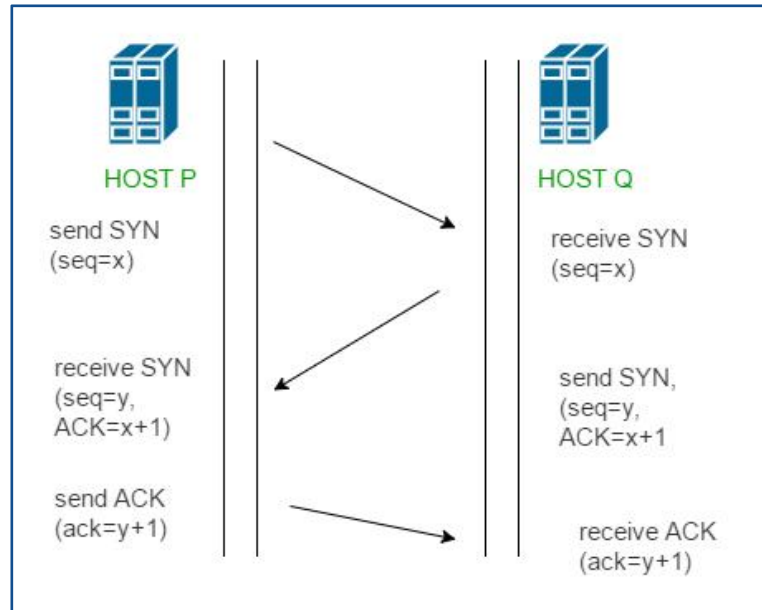 HOST P
HOST Q
send SYN
(seq=x)
receive SYN
(seq=x)
receive SYN
(seq=y,
ACK=x+1)
send SYN,
(seq=y,
ACK=x+1
send ACK
(ack=y+1)
receive ACK
(ack=y+1)